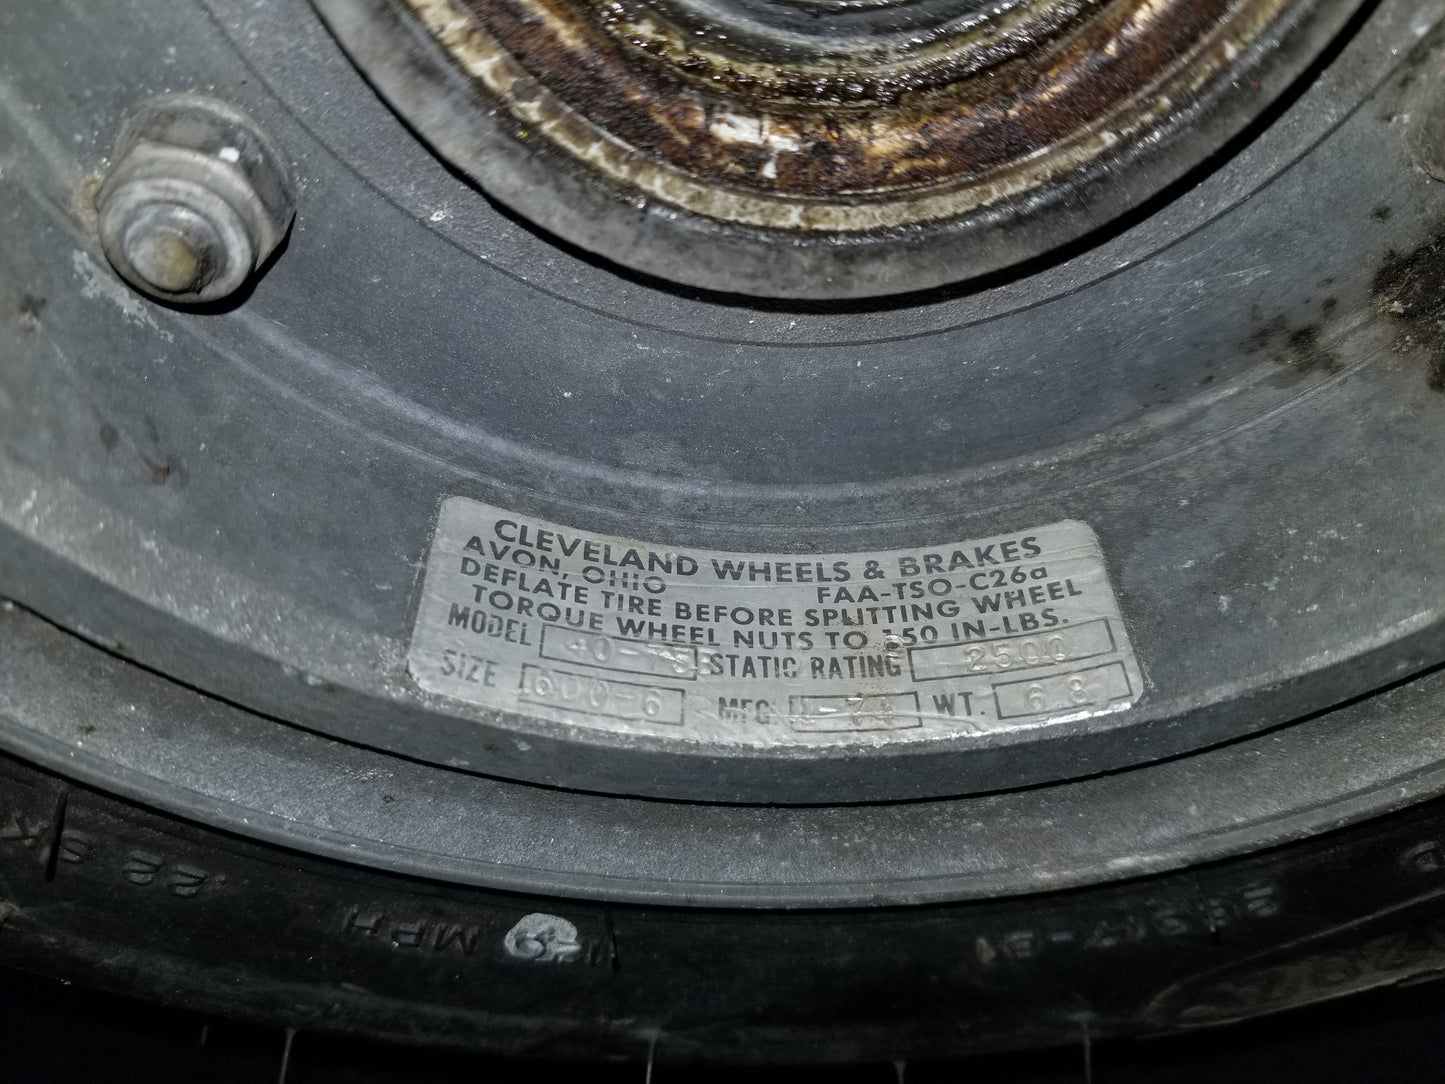 CLEVELAND WHEELS & BRAKES
AVON, OHIO FAA-TSO-C26a
DEFLATE TIRE BEFORE SPLITTING WHEEL
TORQUE WHEEL NUTS TO 150 IN-LBS.
MODEL 40-75 STATIC RATING 2500
SIZE 600-6 MFG. WT. 6.8
MPH
22